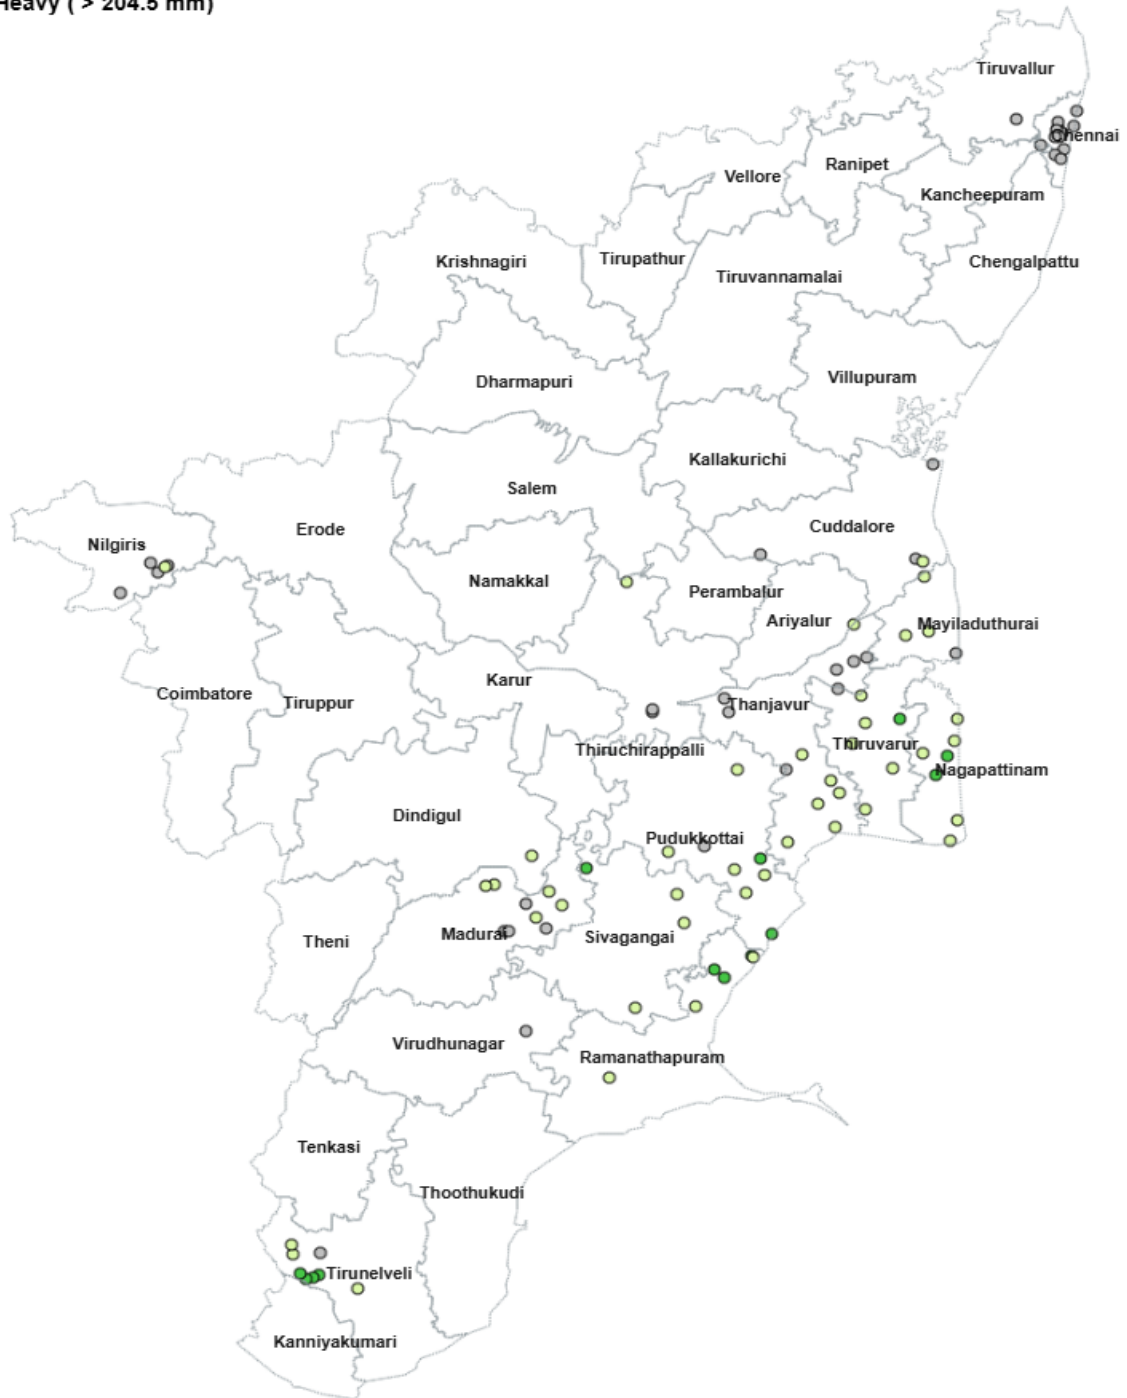 Heavy ( > 204.5 mm)
Tiruvallur
Chennai
Ranipet
Vellore
Kancheepuram
Tirupathur
Krishnagiri
Chengalpattu
Tiruvannamalai
Villupuram
Dharmapuri
Kallakurichi
Salem
Cuddalore
Erode
Nilgiris
Namakkal
Perambalur
Ariyalur
Mayiladuthurai
Karur
Coimbatore
Tiruppur
Thanjavur
Thiruvarur
Thiruchirappalli
Nagapattinam
Dindigul
Pudukkottai
Madurai
Sivagangai
Theni
Virudhunagar
Ramanathapuram
Tenkasi
Thoothukudi
Tirunelveli
Kanniyakumari